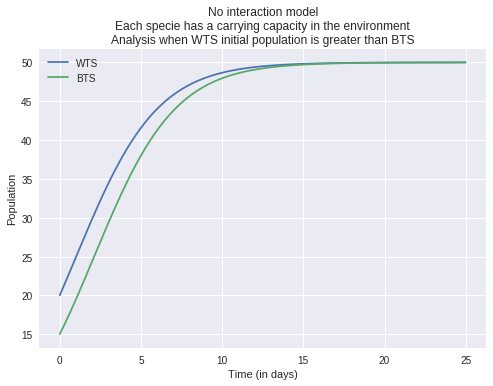 No interaction model
Each specie has a carrying capacity in the environment
Analysis when WTS initial population is greater than BTS
WTS
BTS
50
45
40
35
30
25
20
15
Population
0 5 10 15 20 25
Time (in days)